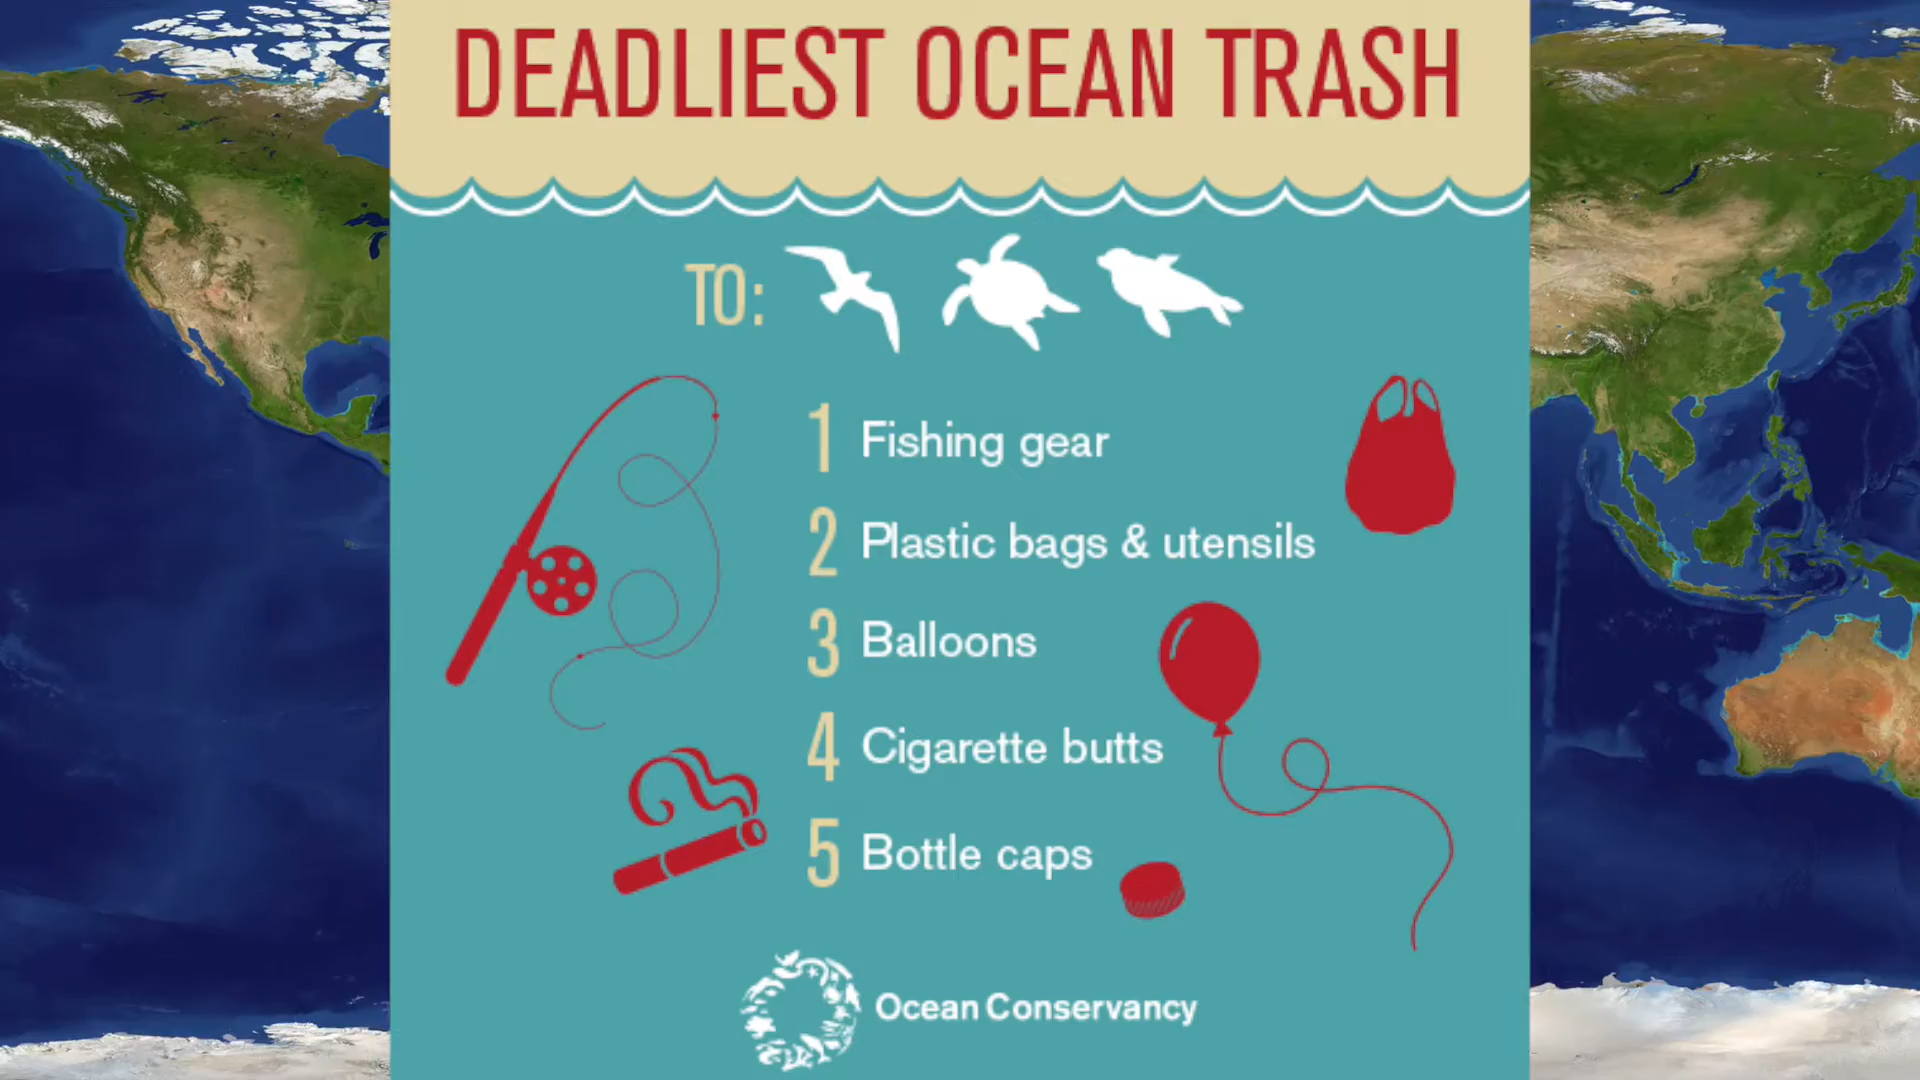 DEADLIEST OCEAN TRASH
TO:
1 Fishing gear
2 Plastic bags & utensils
3 Balloons
4 Cigarette butts
5 Bottle caps
Ocean Conservancy